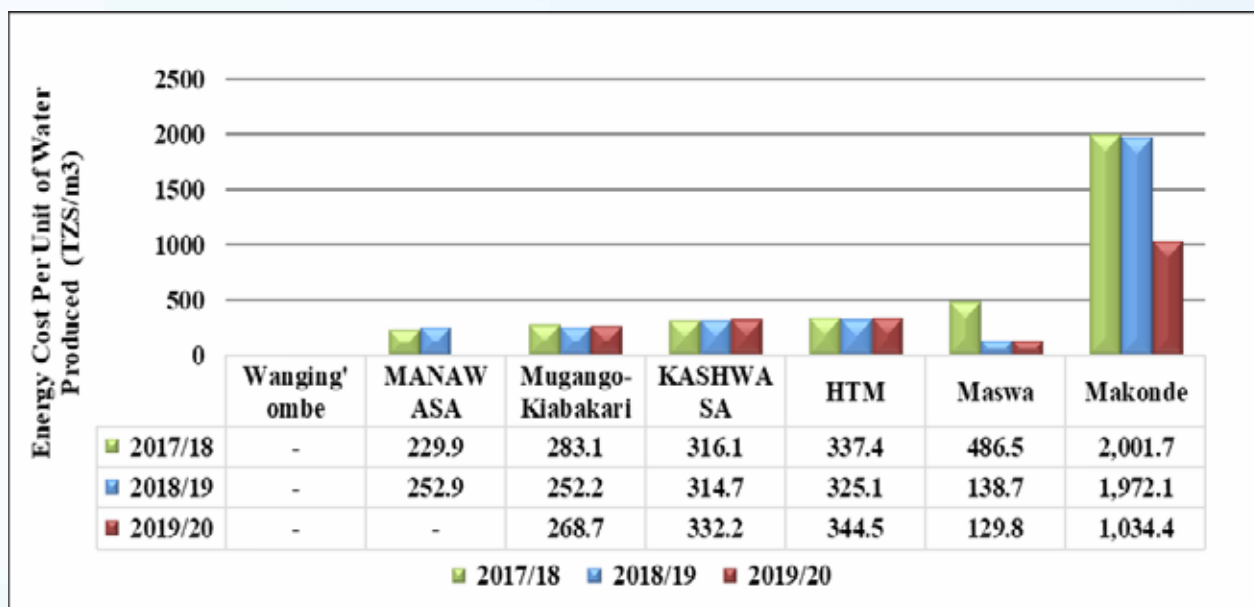 Energy Cost Per Unit of Water
Produced (TZS/m3)
2500
2000
1500
1000
500
0
Wanging' MANAW Mugango- KASHWA HTM Maswa Makonde
ombe ASA Kiabakari SA
2017/18 - 229.9 283.1 316.1 337.4 486.5 2,001.7
2018/19 - 252.9 252.2 314.7 325.1 138.7 1,972.1
2019/20 - - 268.7 332.2 344.5 129.8 1,034.4
2017/18 2018/19 2019/20